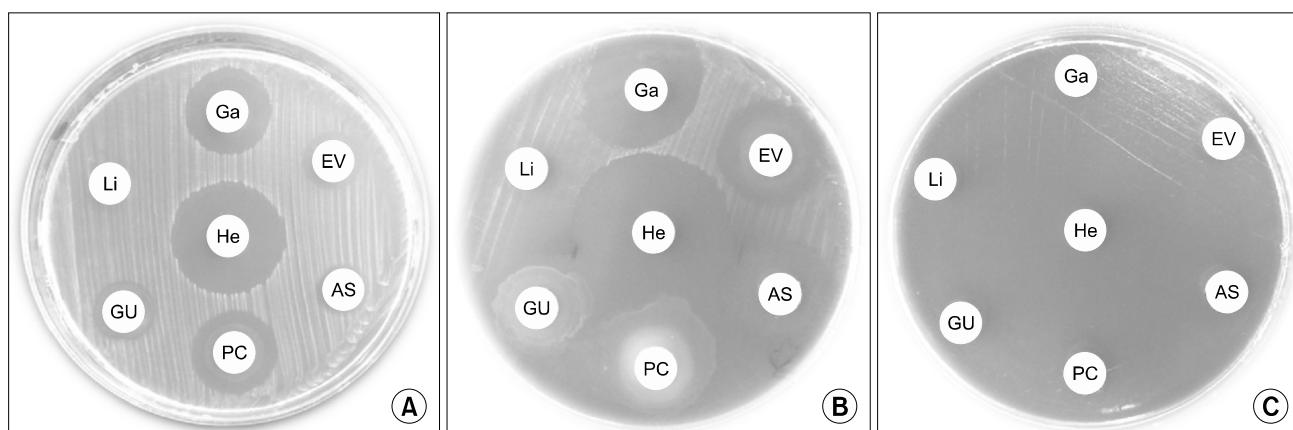 Ga
EV
Li
He
AS
GU
PC
A
Ga
EV
Li
He
AS
GU
PC
B
Ga
EV
Li
He
AS
GU
PC
C